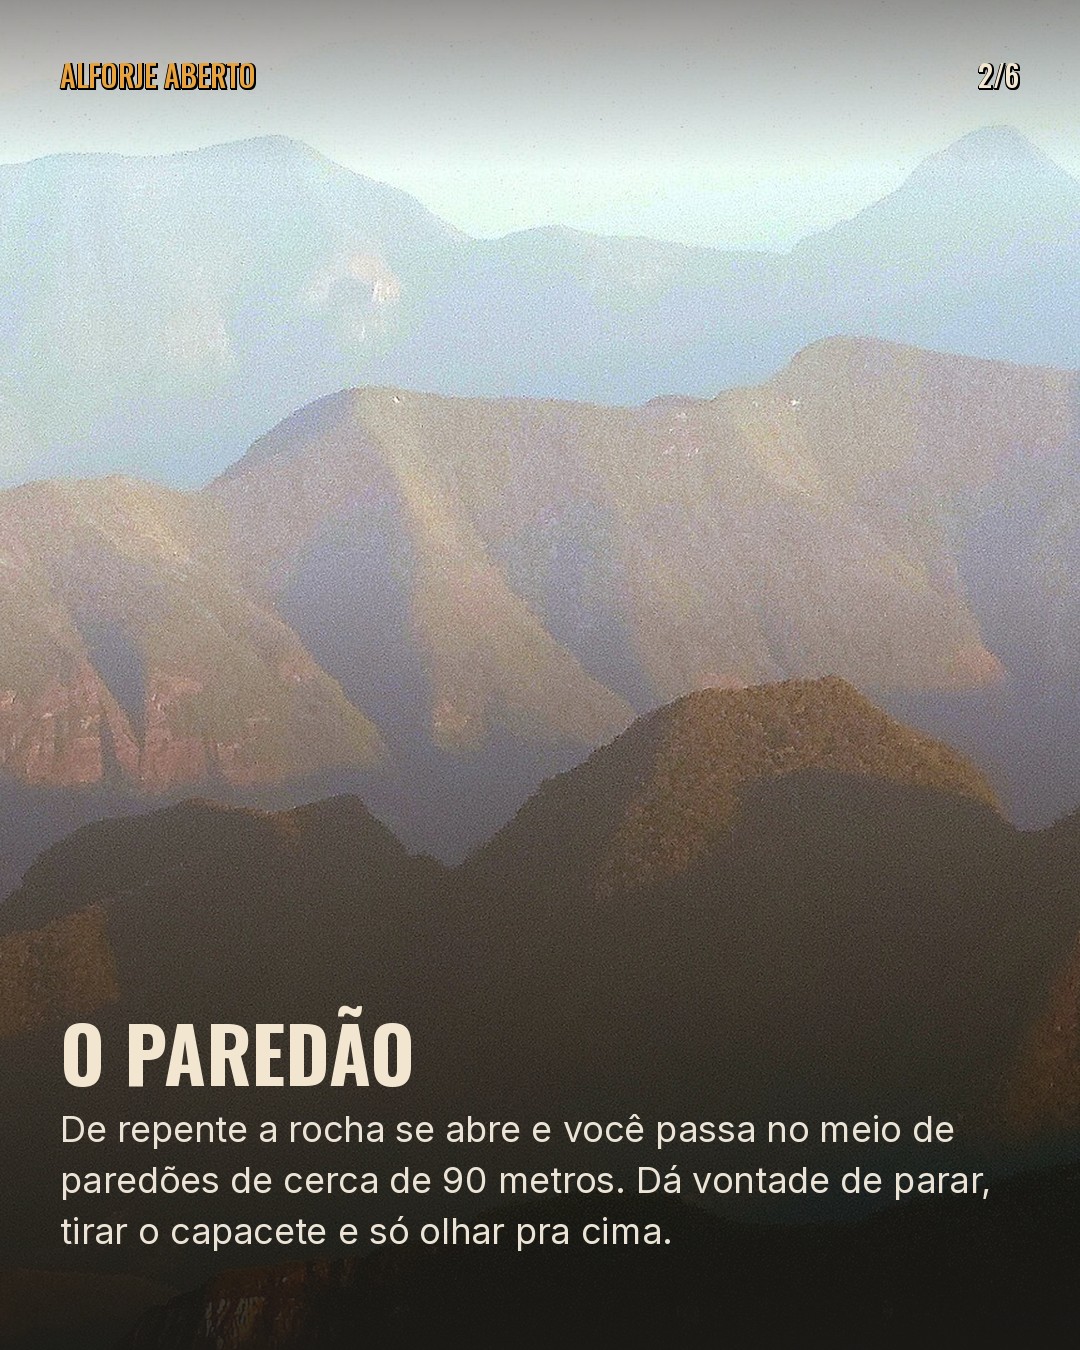 ALFORJE ABERTO
2/6
O PAREDÃO
De repente a rocha se abre e você passa no meio de
paredões de cerca de 90 metros. Dá vontade de parar,
tirar o capacete e só olhar pra cima.